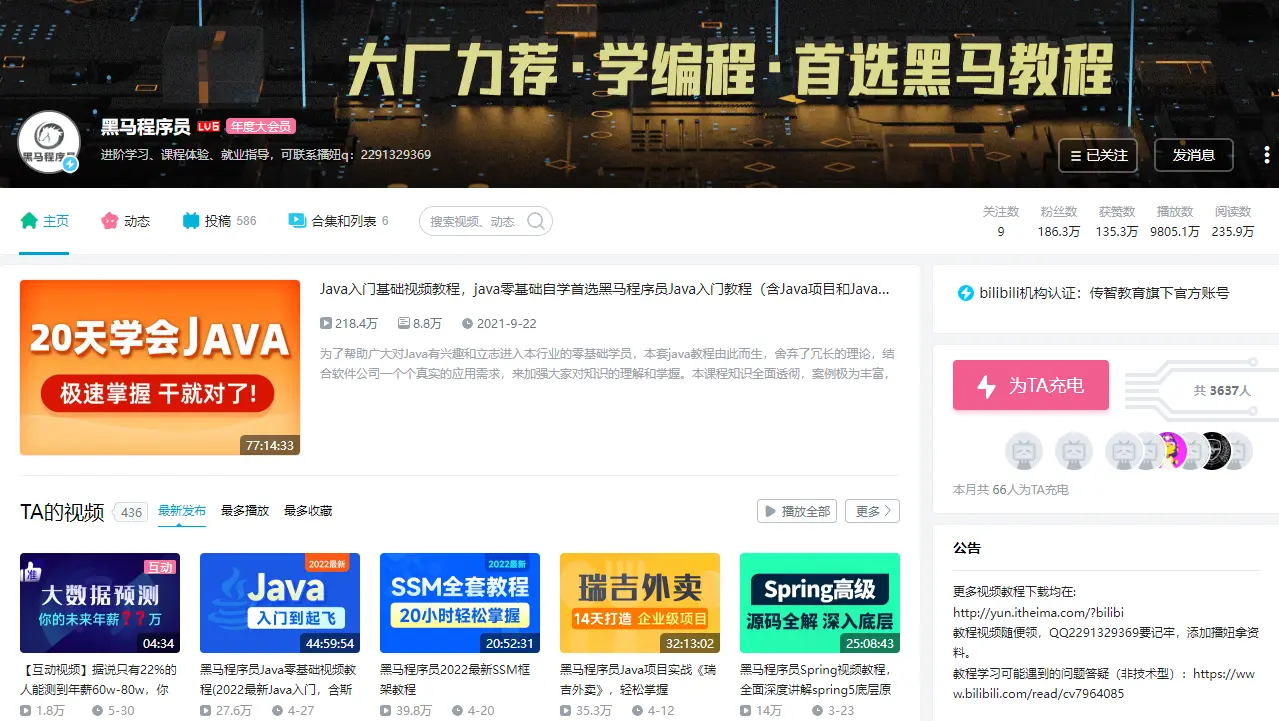 大厂力荐·学编程·首选黑马教程
黑马程序员
黑马程序员 LV6 年度大会员
进阶学习、课程体验、就业指导，可联系播妞q：2291329369
已关注 发消息
主页 动态 投稿 586 合集和列表 6 搜索视频、动态
关注数 粉丝数 获赞数 播放数 阅读数
9 186.3万 135.3万 9805.1万 235.9万
20天学会JAVA
极速掌握 干就对了!
77:14:33
Java入门基础视频教程，java零基础自学首选黑马程序员Java入门教程（含Java项目和Java...
218.4万 8.8万 2021-9-22
为了帮助广大对Java有兴趣和立志进入本行业的零基础学员，本套java教程由此而生，舍弃了冗长的理论，结
合软件公司一个个真实的应用需求，来加强大家对知识的理解和掌握。本课程知识全面透彻，案例极为丰富，
bilibili机构认证：传智教育旗下官方账号
为TA充电 共 3637人
本月共 66人为TA充电
TA的视频 436 最新发布 最多播放 最多收藏 播放全部 更多
准
互动
大数据预测
你的未来年薪??万
04:34
【互动视频】据说只有22%的
人能测到年薪60w-80w，你
1.8万 5-30
2022最新
Java
入门到起飞
44:59:54
黑马程序员Java零基础视频教
程(2022最新Java入门，含斯
27.6万 4-27
2022最新
SSM全套教程
20小时轻松掌握
20:52:31
黑马程序员2022最新SSM框
架教程
39.8万 4-20
瑞吉外卖
14天打造 企业级项目
32:13:02
黑马程序员Java项目实战《瑞
吉外卖》，轻松掌握
35.3万 4-12
Spring高级
源码全解 深入底层
25:08:43
黑马程序员Spring视频教程，
全面深度讲解spring5底层原
14万 3-23
公告
更多视频教程下载均在:
http://yun.itheima.com/?bilibi
教程视频随便领，QQ2291329369要记牢，添加播妞拿资
料。
教程学习可能遇到的问题答疑（非技术型）：https://ww
w.bilibili.com/read/cv7964085